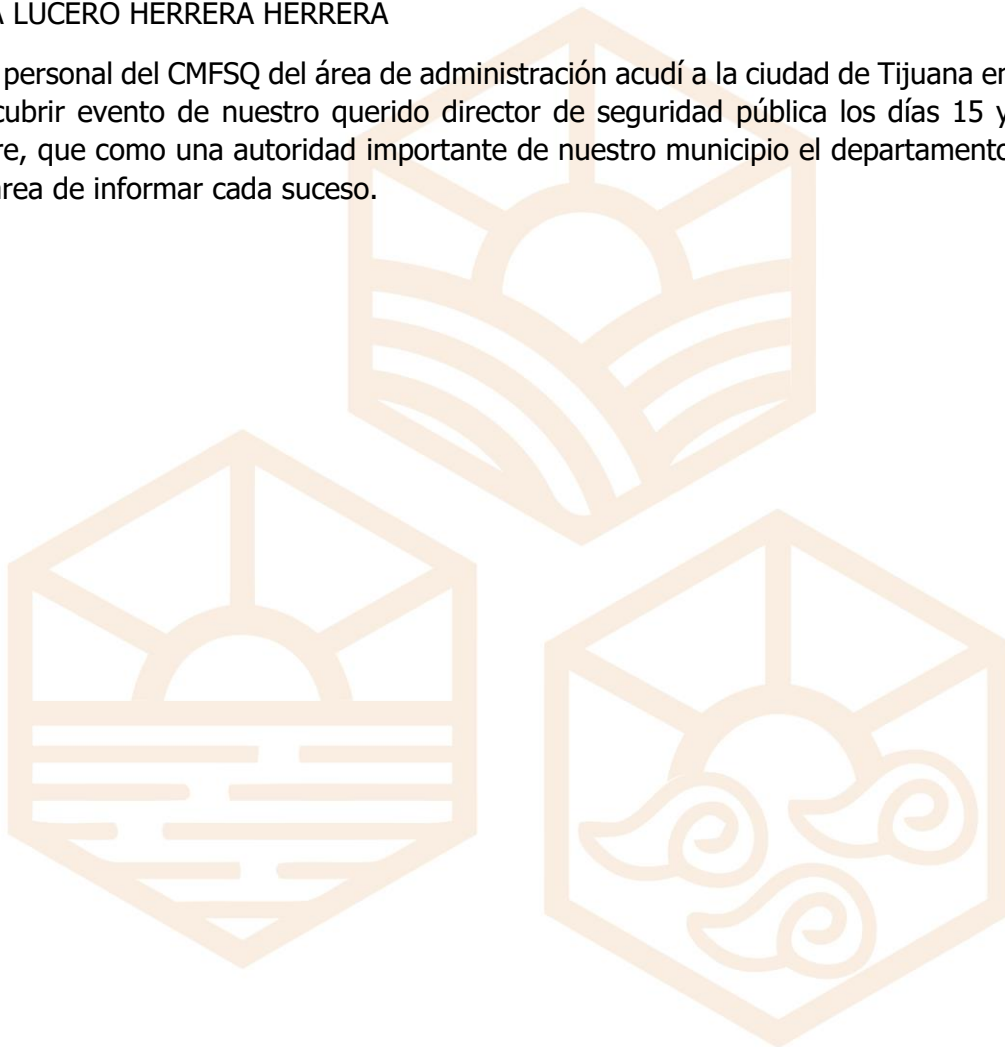 A LUCERO HERRERA HERRERA
personal del CMFSQ del área de administración acudí a la ciudad de Tijuana en
cubrir evento de nuestro querido director de seguridad pública los días 15 y
re, que como una autoridad importante de nuestro municipio el departamento
área de informar cada suceso.